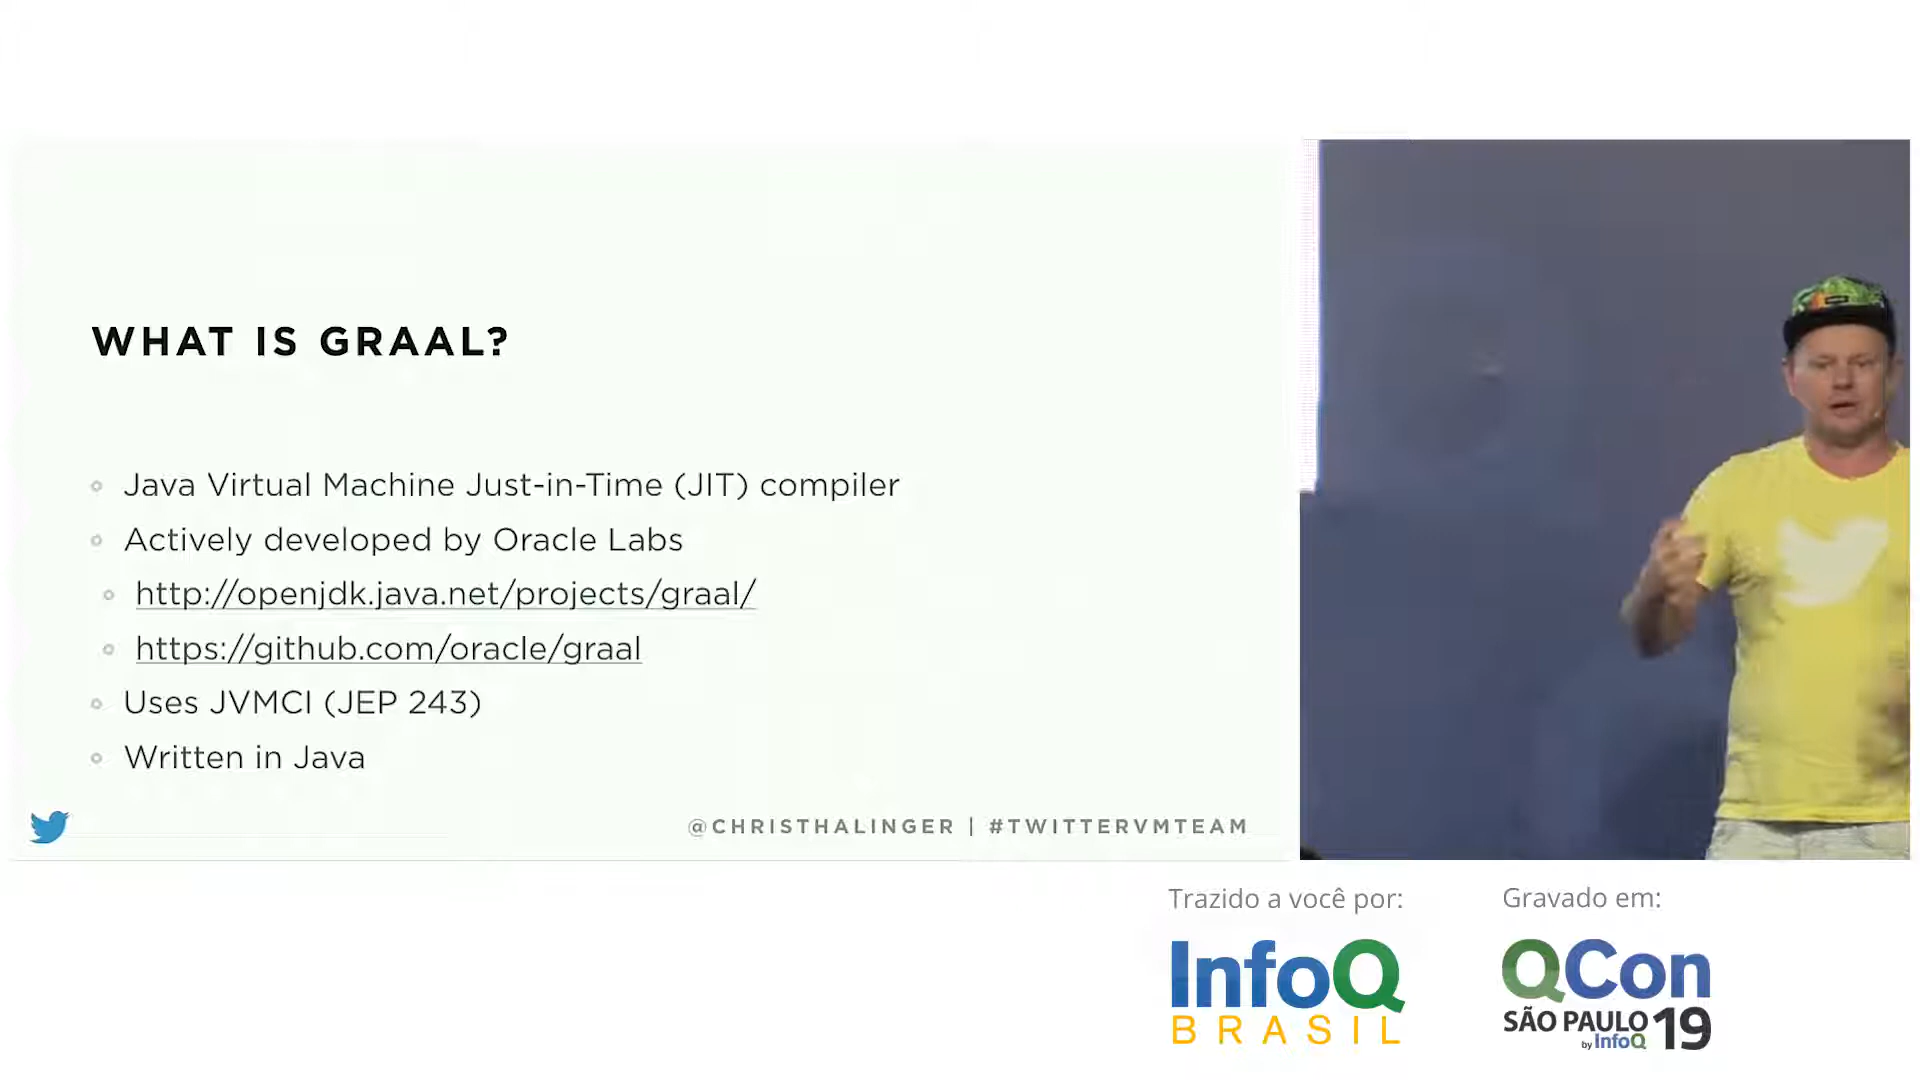 WHAT IS GRAAL?
Java Virtual Machine Just-in-Time (JIT) compiler
Actively developed by Oracle Labs
http://openjdk.java.net/projects/graal/
https://github.com/oracle/graal
Uses JVMCI (JEP 243)
Written in Java
@CHRISTHALINGER | #TWITTERVMTEAM
Trazido a você por:
InfoQ
BRASIL
Gravado em:
QCon
SÃO PAULO 19
by InfoQ